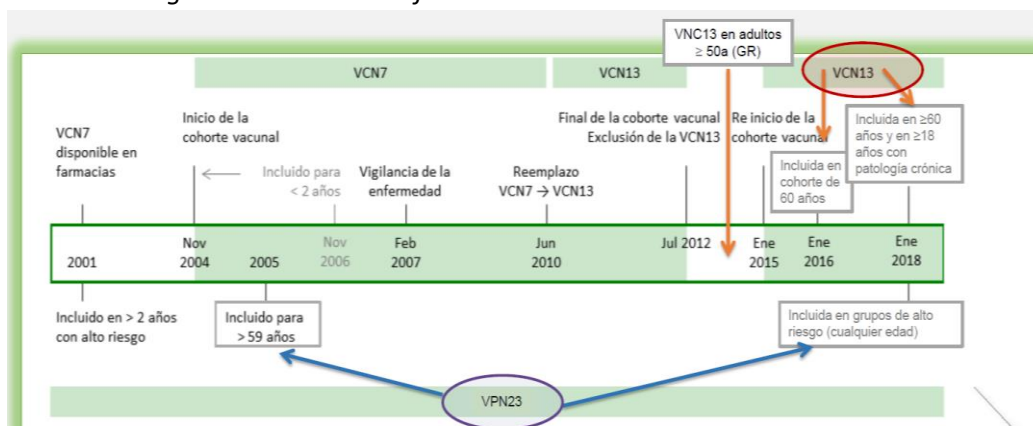 VNC13 en adultos
≥ 50a (GR)
VCN7
VCN13
VCN13
VCN7
disponible en
farmacias
Inicio de la
cohorte vacunal
Incluido para
< 2 años
Vigilancia de la
enfermedad
Reemplazo
VCN7 → VCN13
Final de la coborte vacunal
Exclusión de la VCN13
Re inicio de la
cohorte vacunal
Incluida en
cohorte de
60 años
Incluida en ≥60
años y en ≥18
años con
patología crónica
2001
Nov
2004
2005
Nov
2006
Feb
2007
Jun
2010
Jul 2012
Ene
2015
Ene
2016
Ene
2018
Incluido en > 2 años
con alto riesgo
Incluido para
> 59 años
Incluida en grupos de alto
riesgo (cualquier edad)
VPN23